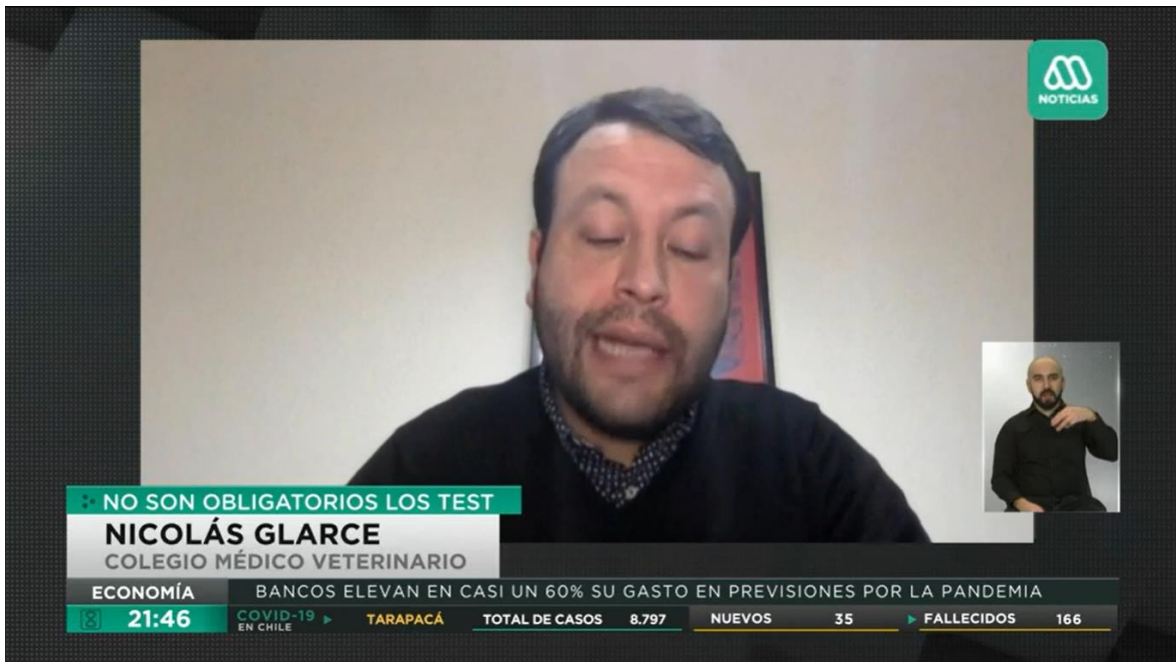 NOTICIAS
NO SON OBLIGATORIOS LOS TEST
NICOLÁS GLARCE
COLEGIO MÉDICO VETERINARIO
ECONOMÍA BANCOS ELEVAN EN CASI UN 60% SU GASTO EN PREVISIONES POR LA PANDEMIA
21:46 COVID-19 EN CHILE TARAPACÁ TOTAL DE CASOS 8.797 NUEVOS 35 FALLECIDOS 166